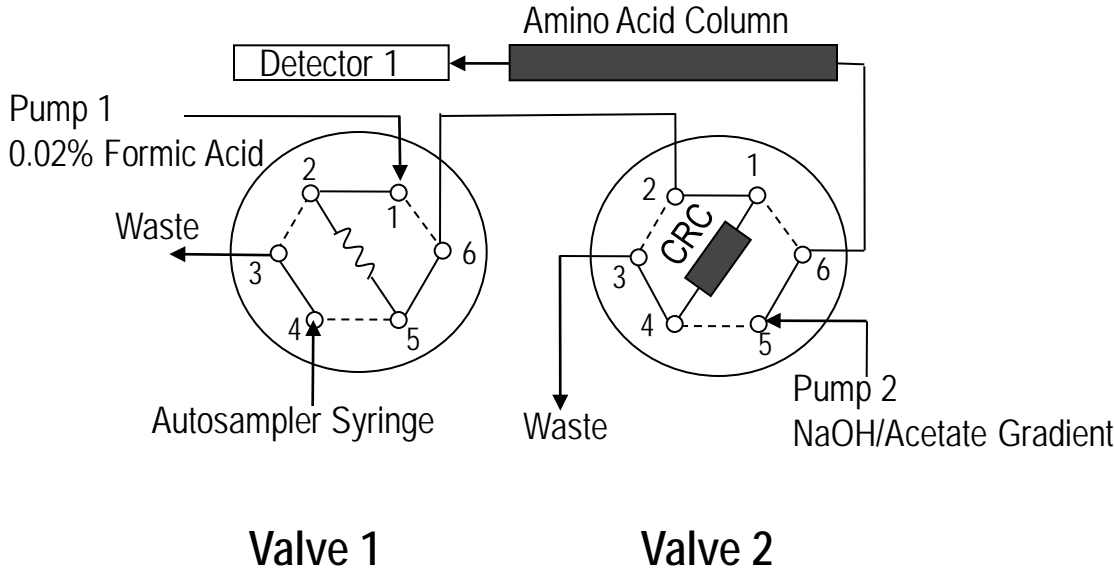 Amino Acid Column
Detector 1
Pump 1
0.02% Formic Acid
Waste
2
1
3
6
4
5
Autosampler Syringe
1
2
CRC
3
6
4
5
Waste
Pump 2
NaOH/Acetate Gradient
Valve 1
Valve 2